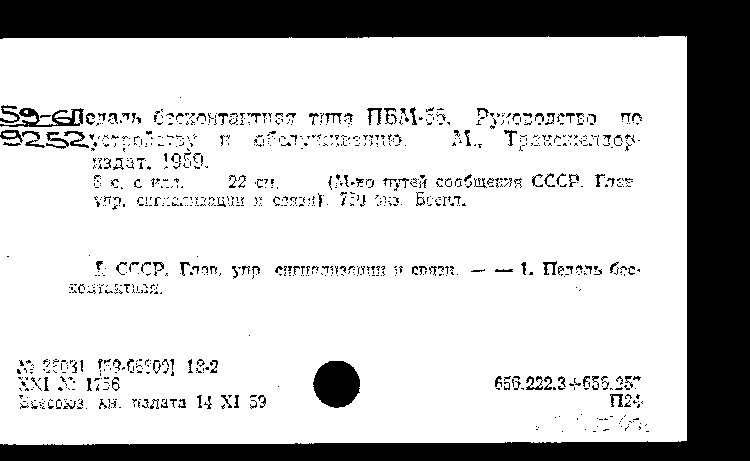 59-6 Педаль бесконтактная типа ПБМ-56. Руководство по
9252 устройству и обслуживанию. М., Трансжелдор-
издат, 1959.
8 с. с илл. 22 см. (М-во путей сообщения СССР. Глав.
упр. сигнализации и связи). 750 экз. Беспл.
I. СССР. Глав. упр. сигнализации и связи. — — 1. Педаль бес-
контактная.
№ [59-06800] 18-2
XXI № 1756
Всесоюз. кн. палата 14 XI 59
656.222.3+656.257
П24